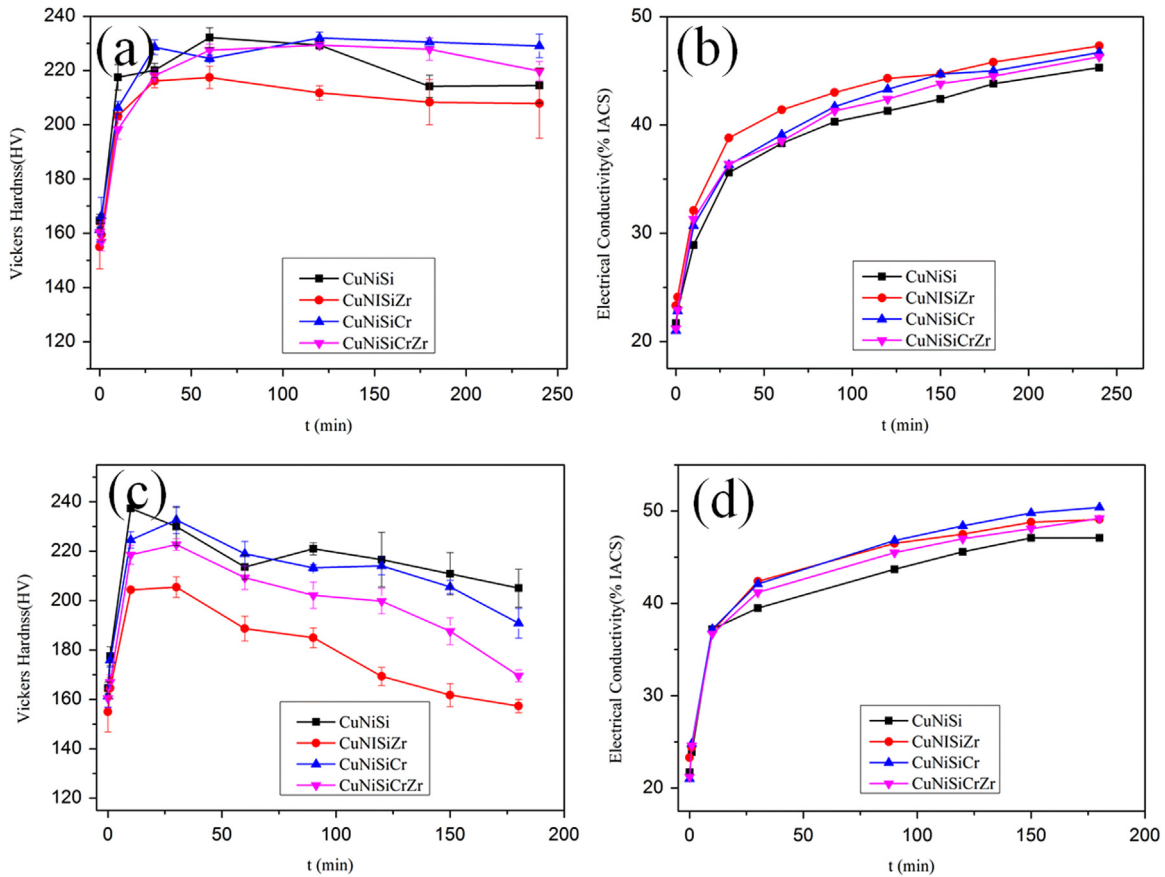 (a)
Vickers Hardnss(HV)
240
220
200
180
160
140
120
CuNiSi
CuNISiZr
CuNiSiCr
CuNiSiCrZr
0 50 100 150 200 250
t (min)
(b)
Electrical Conductivity(% IACS)
50
40
30
20
CuNiSi
CuNISiZr
CuNiSiCr
CuNiSiCrZr
0 50 100 150 200 250
t (min)
(c)
Vickers Hardnss(HV)
240
220
200
180
160
140
120
CuNiSi
CuNISiZr
CuNiSiCr
CuNiSiCrZr
0 50 100 150 200
t (min)
(d)
Electrical Conductivity(% IACS)
50
40
30
20
CuNiSi
CuNISiZr
CuNiSiCr
CuNiSiCrZr
0 50 100 150 200
t (min)